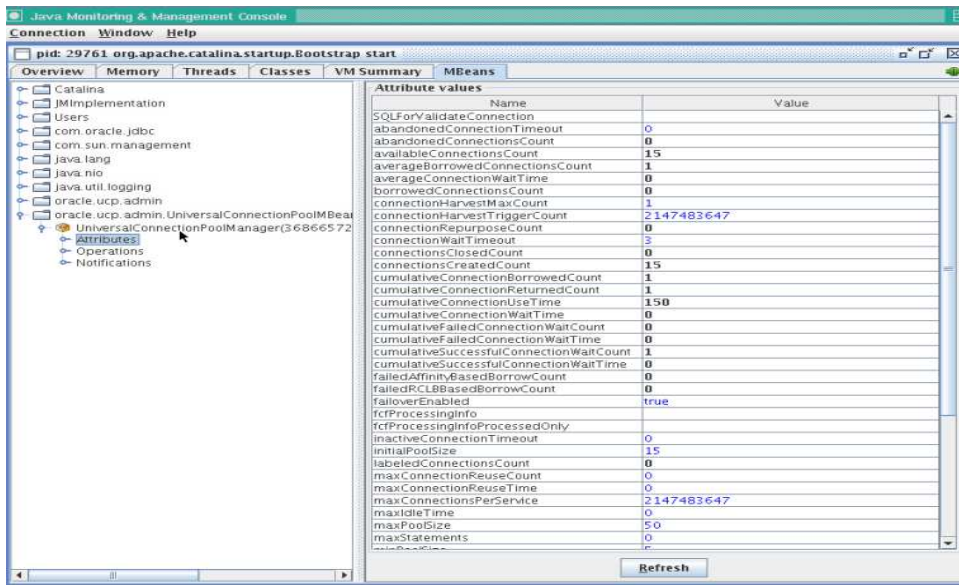 Java Monitoring & Management Console
Connection Window Help
pid: 29761 org.apache.catalina.startup.Bootstrap start
Overview Memory Threads Classes VM Summary MBeans
Catalina
JMImplementation
Users
com.oracle.jdbc
com.sun.management
java.lang
java.nio
java.util.logging
oracle.ucp.admin
oracle.ucp.admin.UniversalConnectionPoolMBean
UniversalConnectionPoolManager(36866572
Attributes
Operations
Notifications
Attribute values
Name Value
SQLForValidateConnection
abandonedConnectionTimeout 0
abandonedConnectionsCount 0
availableConnectionsCount 15
averageBorrowedConnectionsCount 1
averageConnectionWaitTime 0
borrowedConnectionsCount 0
connectionHarvestMaxCount 1
connectionHarvestTriggerCount 2147483647
connectionRepurposeCount 0
connectionWaitTimeout 3
connectionsClosedCount 0
connectionsCreatedCount 15
cumulativeConnectionBorrowedCount 1
cumulativeConnectionReturnedCount 1
cumulativeConnectionUseTime 150
cumulativeConnectionWaitTime 0
cumulativeFailedConnectionWaitCount 0
cumulativeFailedConnectionWaitTime 0
cumulativeSuccessfulConnectionWaitCount 1
cumulativeSuccessfulConnectionWaitTime 0
failedAffinityBasedBorrowCount 0
failedRCLBBasedBorrowCount 0
failoverEnabled true
fcfProcessingInfo
fcfProcessingInfoProcessedOnly
inactiveConnectionTimeout 0
initialPoolSize 15
labeledConnectionsCount 0
maxConnectionReuseCount 0
maxConnectionReuseTime 0
maxConnectionsPerService 2147483647
maxIdleTime 0
maxPoolSize 50
maxStatements 0
Refresh